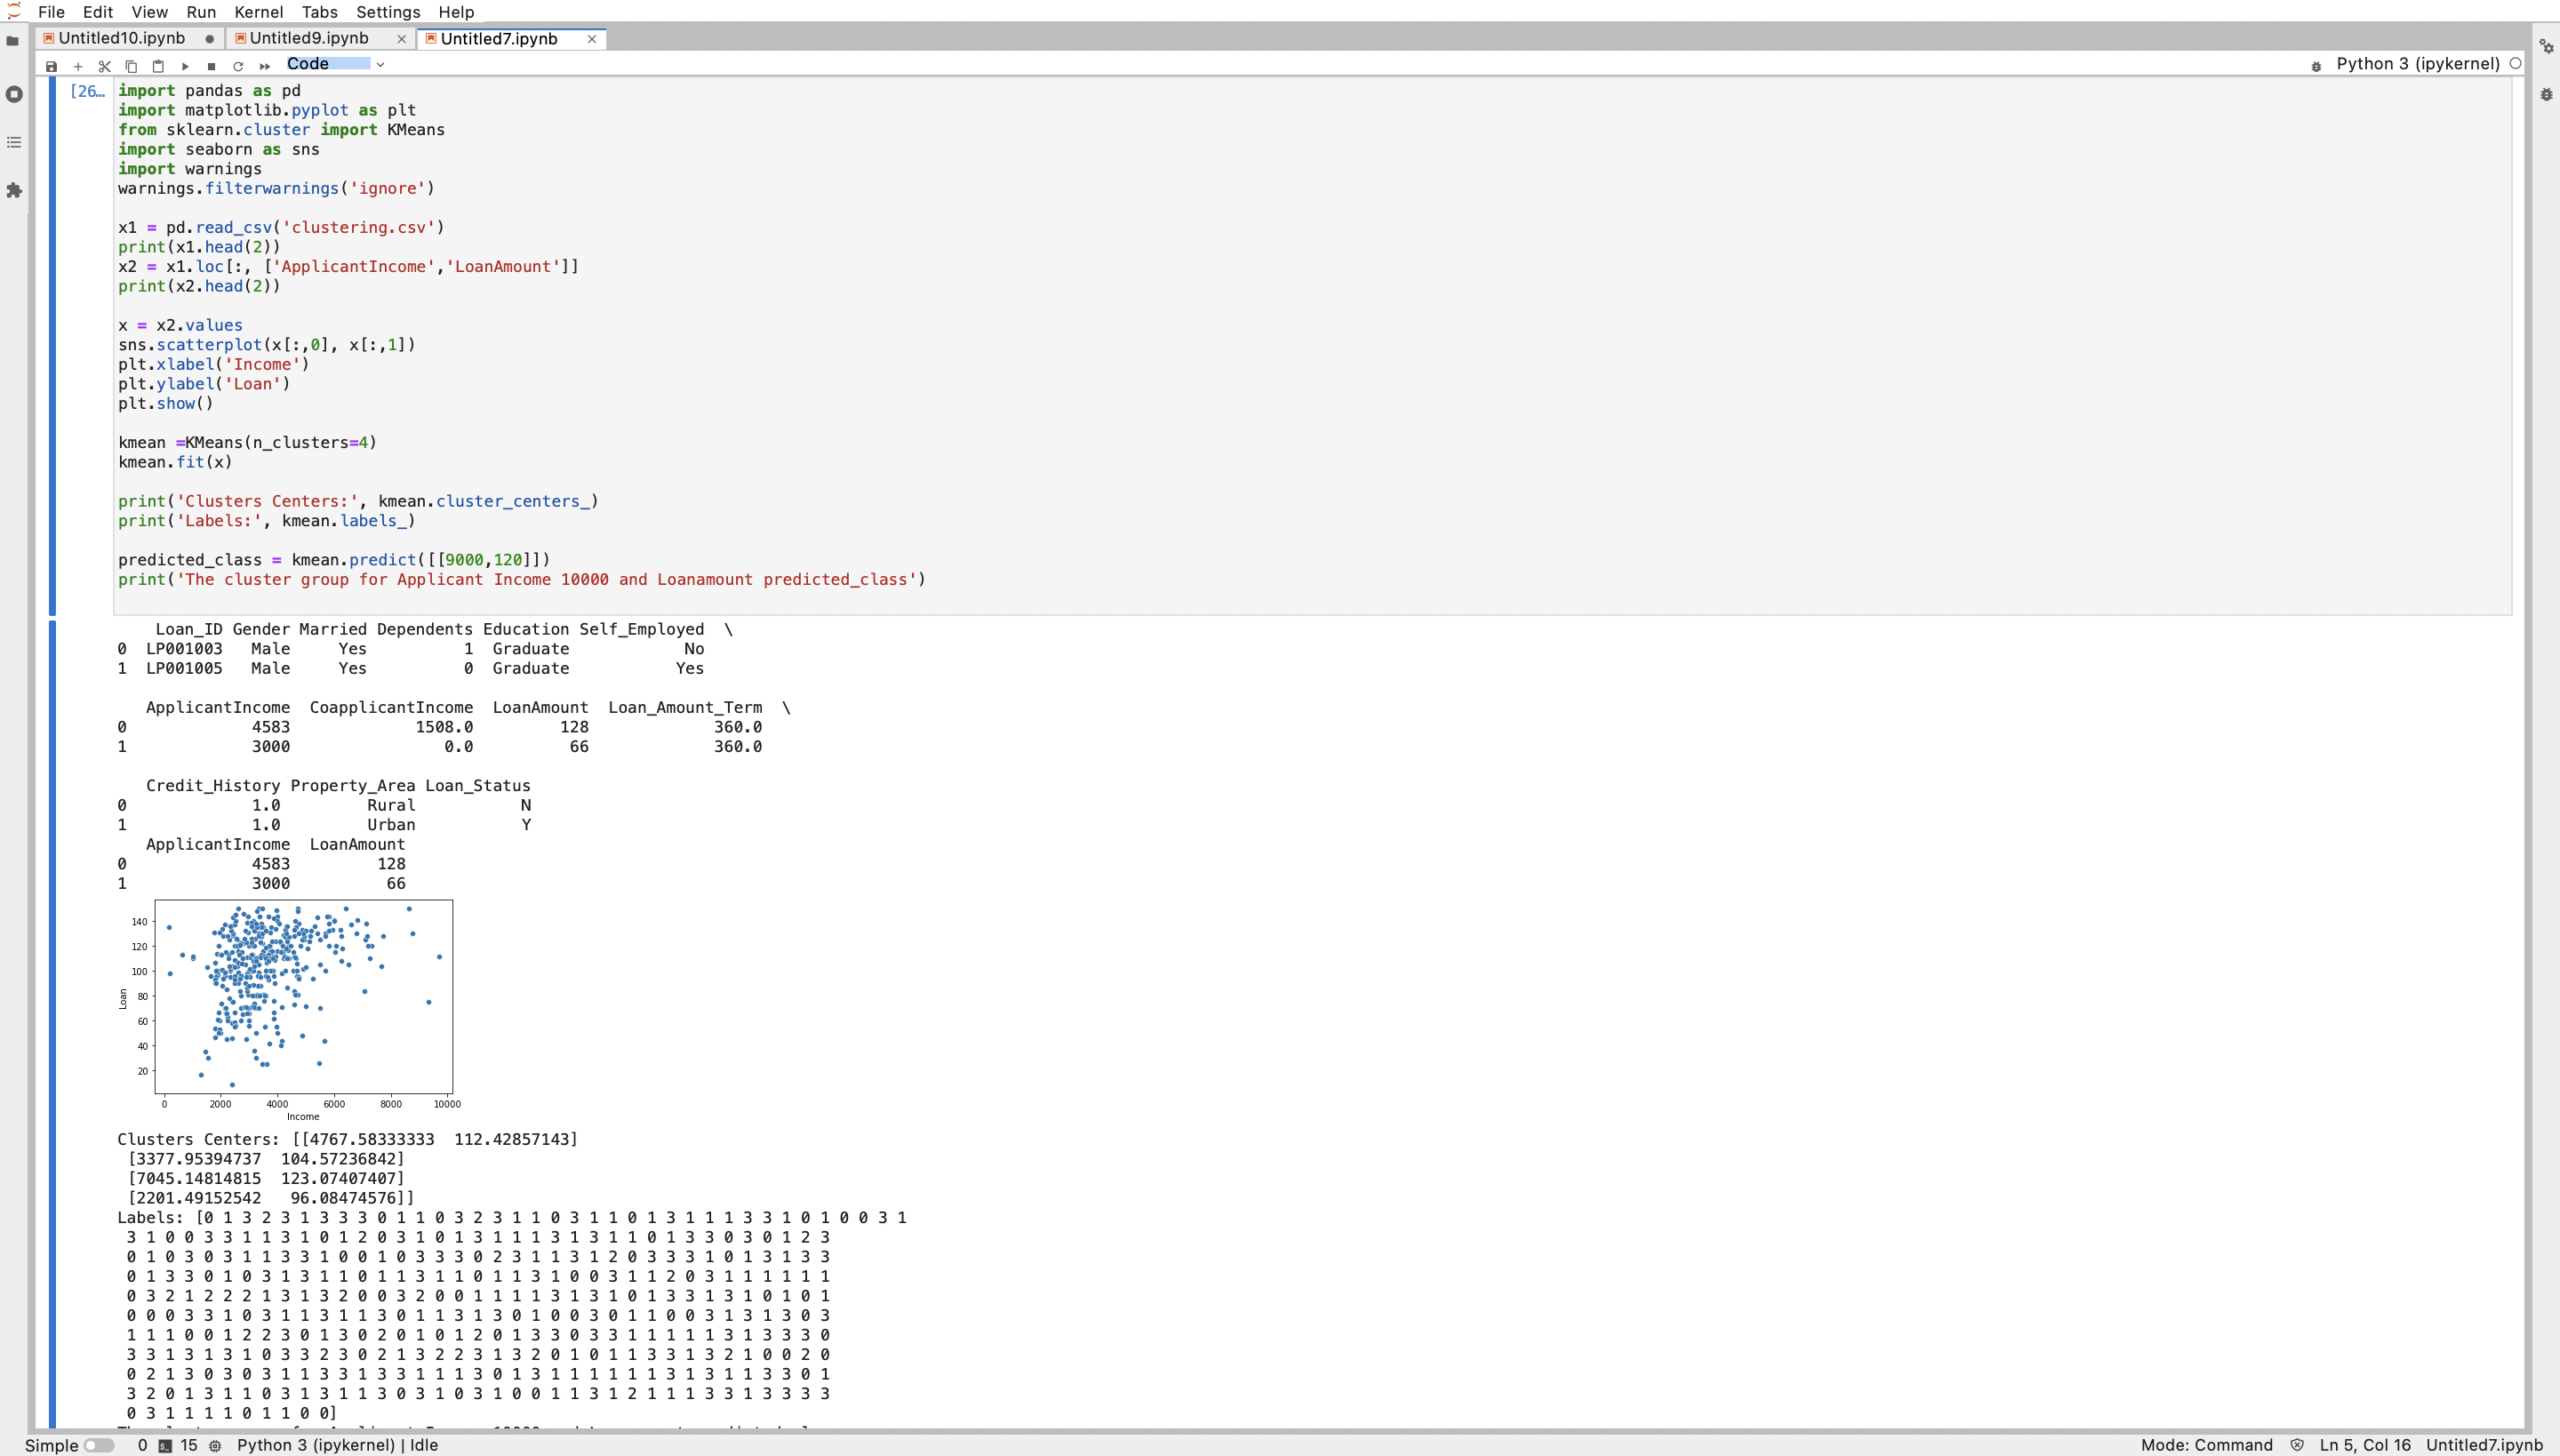 File Edit View Run Kernel Tabs Settings Help
Untitled10.ipynb Untitled9.ipynb Untitled7.ipynb
Code Python 3 (ipykernel)
[26…
import pandas as pd
import matplotlib.pyplot as plt
from sklearn.cluster import KMeans
import seaborn as sns
import warnings
warnings.filterwarnings('ignore')
x1 = pd.read_csv('clustering.csv')
print(x1.head(2))
x2 = x1.loc[:, ['ApplicantIncome','LoanAmount']]
print(x2.head(2))
x = x2.values
sns.scatterplot(x[:,0], x[:,1])
plt.xlabel('Income')
plt.ylabel('Loan')
plt.show()
kmean =KMeans(n_clusters=4)
kmean.fit(x)
print('Clusters Centers:', kmean.cluster_centers_)
print('Labels:', kmean.labels_)
predicted_class = kmean.predict([[9000,120]])
print('The cluster group for Applicant Income 10000 and Loanamount predicted_class')
Loan_ID Gender Married Dependents Education Self_Employed \
0 LP001003 Male Yes 1 Graduate No
1 LP001005 Male Yes 0 Graduate Yes
ApplicantIncome CoapplicantIncome LoanAmount Loan_Amount_Term \
0 4583 1508.0 128 360.0
1 3000 0.0 66 360.0
Credit_History Property_Area Loan_Status
0 1.0 Rural N
1 1.0 Urban Y
ApplicantIncome LoanAmount
0 4583 128
1 3000 66
140
120
100
80
60
40
20
Loan
0 2000 4000 6000 8000 10000
Income
Clusters Centers: [[4767.58333333 112.42857143]
[3377.95394737 104.57236842]
[7045.14814815 123.07407407]
[2201.49152542 96.08474576]]
Labels: [0 1 3 2 3 1 3 3 3 0 1 1 0 3 2 3 1 1 0 3 1 1 0 1 3 1 1 1 3 3 1 0 1 0 0 3 1
3 1 0 0 3 3 1 1 3 1 0 1 2 0 3 1 0 1 3 1 1 1 3 1 3 1 1 0 1 3 3 0 3 0 1 2 3
0 1 0 3 0 3 1 1 3 3 1 0 0 1 0 3 3 3 0 2 3 1 1 3 1 2 0 3 3 3 1 0 1 3 1 3 3
0 1 3 3 0 1 0 3 1 3 1 1 0 1 1 3 1 1 0 1 1 3 1 0 0 3 1 1 2 0 3 1 1 1 1 1 1
0 3 2 1 2 2 2 1 3 1 3 2 0 0 3 2 0 0 1 1 1 1 3 1 3 1 0 1 3 3 1 3 1 0 1 0 1
0 0 0 3 3 1 0 3 1 1 3 1 1 3 0 1 1 3 1 3 0 1 0 0 3 0 1 1 0 0 3 1 3 1 3 0 3
1 1 1 0 0 1 2 2 3 0 1 3 0 2 0 1 0 1 2 0 1 3 3 0 3 3 1 1 1 1 1 3 1 3 3 3 0
3 3 1 3 1 3 1 0 3 3 2 3 0 2 1 3 2 2 3 1 3 2 0 1 0 1 1 3 3 1 3 2 1 0 0 2 0
0 2 1 3 0 3 0 3 1 1 3 3 1 3 3 1 1 1 3 0 1 3 1 1 1 1 1 1 3 1 3 1 1 3 3 0 1
3 2 0 1 3 1 1 0 3 1 3 1 1 3 0 3 1 0 3 1 0 0 1 1 3 1 2 1 1 1 3 3 1 3 3 3 3
0 3 1 1 1 1 0 1 1 0 0]
Simple 0 15 Python 3 (ipykernel) | Idle Mode: Command Ln 5, Col 16 Untitled7.ipynb